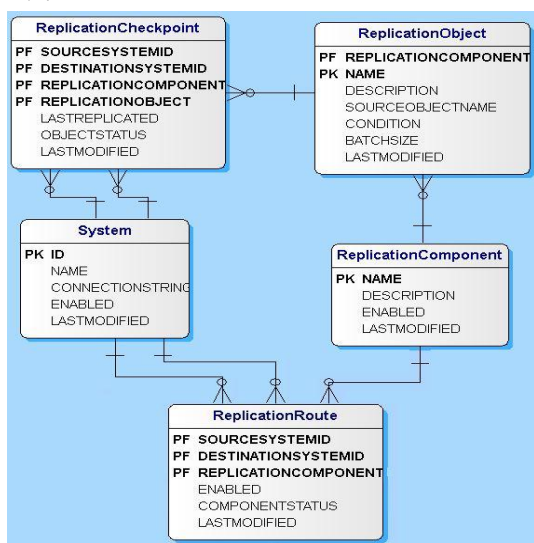 ReplicationCheckpoint
PF SOURCESYSTEMID
PF DESTINATIONSYSTEMID
PF REPLICATIONCOMPONENT
PF REPLICATIONOBJECT
LASTREPLICATED
OBJECTSTATUS
LASTMODIFIED
ReplicationObject
PF REPLICATIONCOMPONENT
PK NAME
DESCRIPTION
SOURCEOBJECTNAME
CONDITION
BATCHSIZE
LASTMODIFIED
System
PK ID
NAME
CONNECTIONSTRING
ENABLED
LASTMODIFIED
ReplicationComponent
PK NAME
DESCRIPTION
ENABLED
LASTMODIFIED
ReplicationRoute
PF SOURCESYSTEMID
PF DESTINATIONSYSTEMID
PF REPLICATIONCOMPONENT
ENABLED
COMPONENTSTATUS
LASTMODIFIED